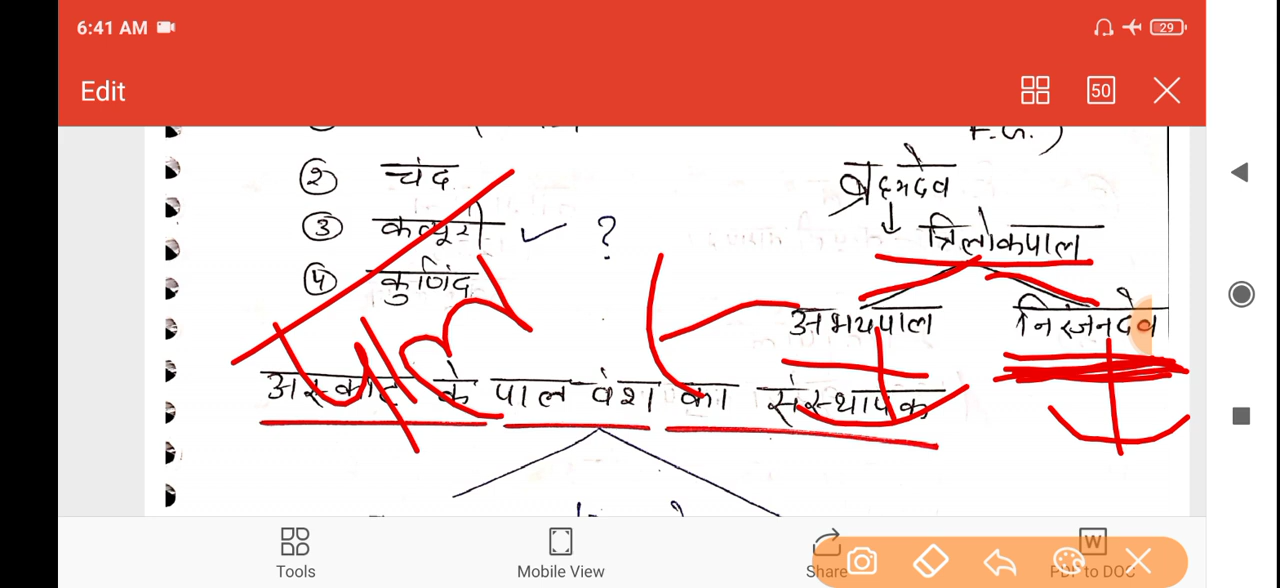 6:41 AM
29
Edit
50
② चंद
③ कत्यूरी ✓ ?
④ कुणिंद
ब्रह्मदेव
↓ त्रिलोकपाल
अभयपाल निरंजनदेव
अस्कोट के पाल वंश का संस्थापक
Tools
Mobile View
Share
PDF to DOC